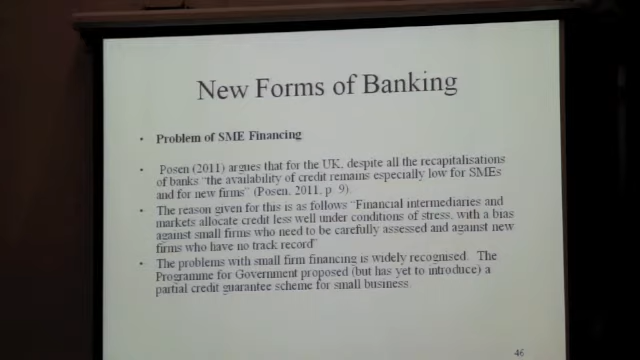 New Forms of Banking
• Problem of SME Financing
• Posen (2011) argues that for the UK, despite all the recapitalisations
of banks "the availability of credit remains especially low for SMEs
and for new firms" (Posen, 2011, p. 9).
• The reason given for this is as follows "Financial intermediaries and
markets allocate credit less well under conditions of stress, with a bias
against small firms who need to be carefully assessed and against new
firms who have no track record"
• The problems with small firm financing is widely recognised. The
Programme for Government proposed (but has yet to introduce) a
partial credit guarantee scheme for small business.
46